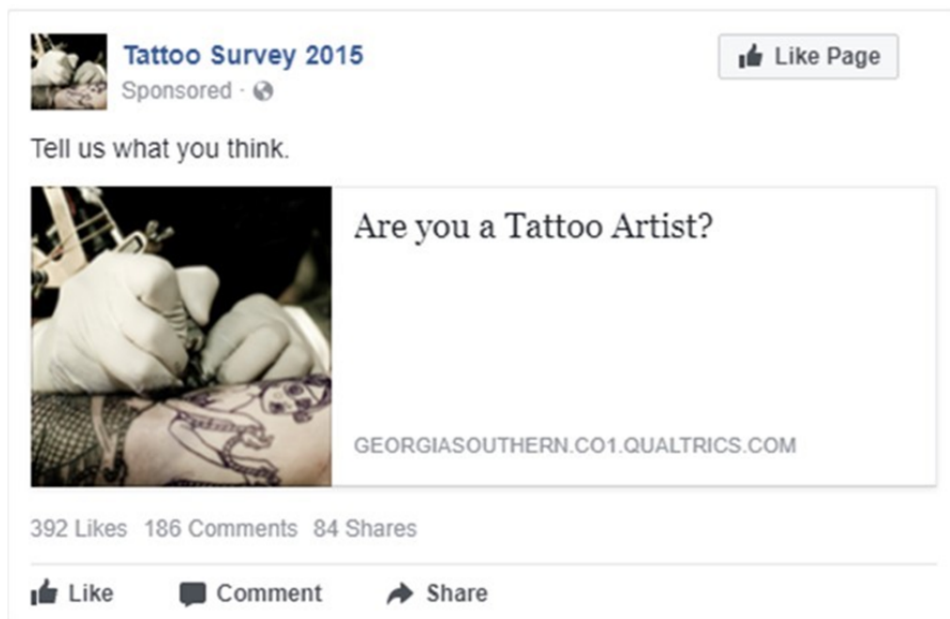 Tattoo Survey 2015
Like Page
Sponsored ·
Tell us what you think.
Are you a Tattoo Artist?
GEORGIASOUTHERN.CO1.QUALTRICS.COM
392 Likes 186 Comments 84 Shares
Like Comment Share